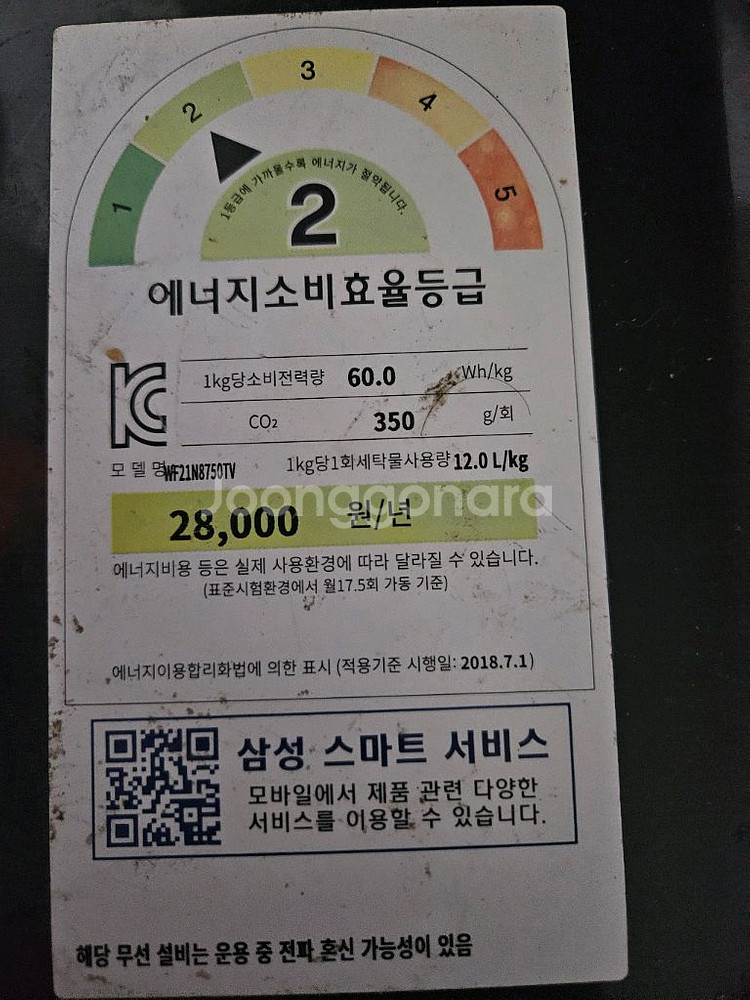 1 2 3 4 5
1등급에 가까울수록 에너지가 절약됩니다.
2
에너지소비효율등급
1kg당소비전력량 60.0 Wh/kg
CO₂ 350 g/회
모델명 WF21N8750TV 1kg당1회세탁물사용량 12.0 L/kg
Joonggonara
28,000 원/년
에너지비용 등은 실제 사용환경에 따라 달라질 수 있습니다.
(표준시험환경에서 월17.5회 가동 기준)
에너지이용합리화법에 의한 표시 (적용기준 시행일: 2018.7.1)
삼성 스마트 서비스
모바일에서 제품 관련 다양한
서비스를 이용할 수 있습니다.
해당 무선 설비는 운용 중 전파 혼신 가능성이 있음